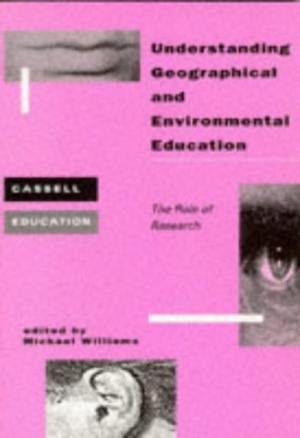 Understanding
Geographical
and
Environmental
Education
CASSELL
EDUCATION
The Role of
Research
edited by
Michael Williams